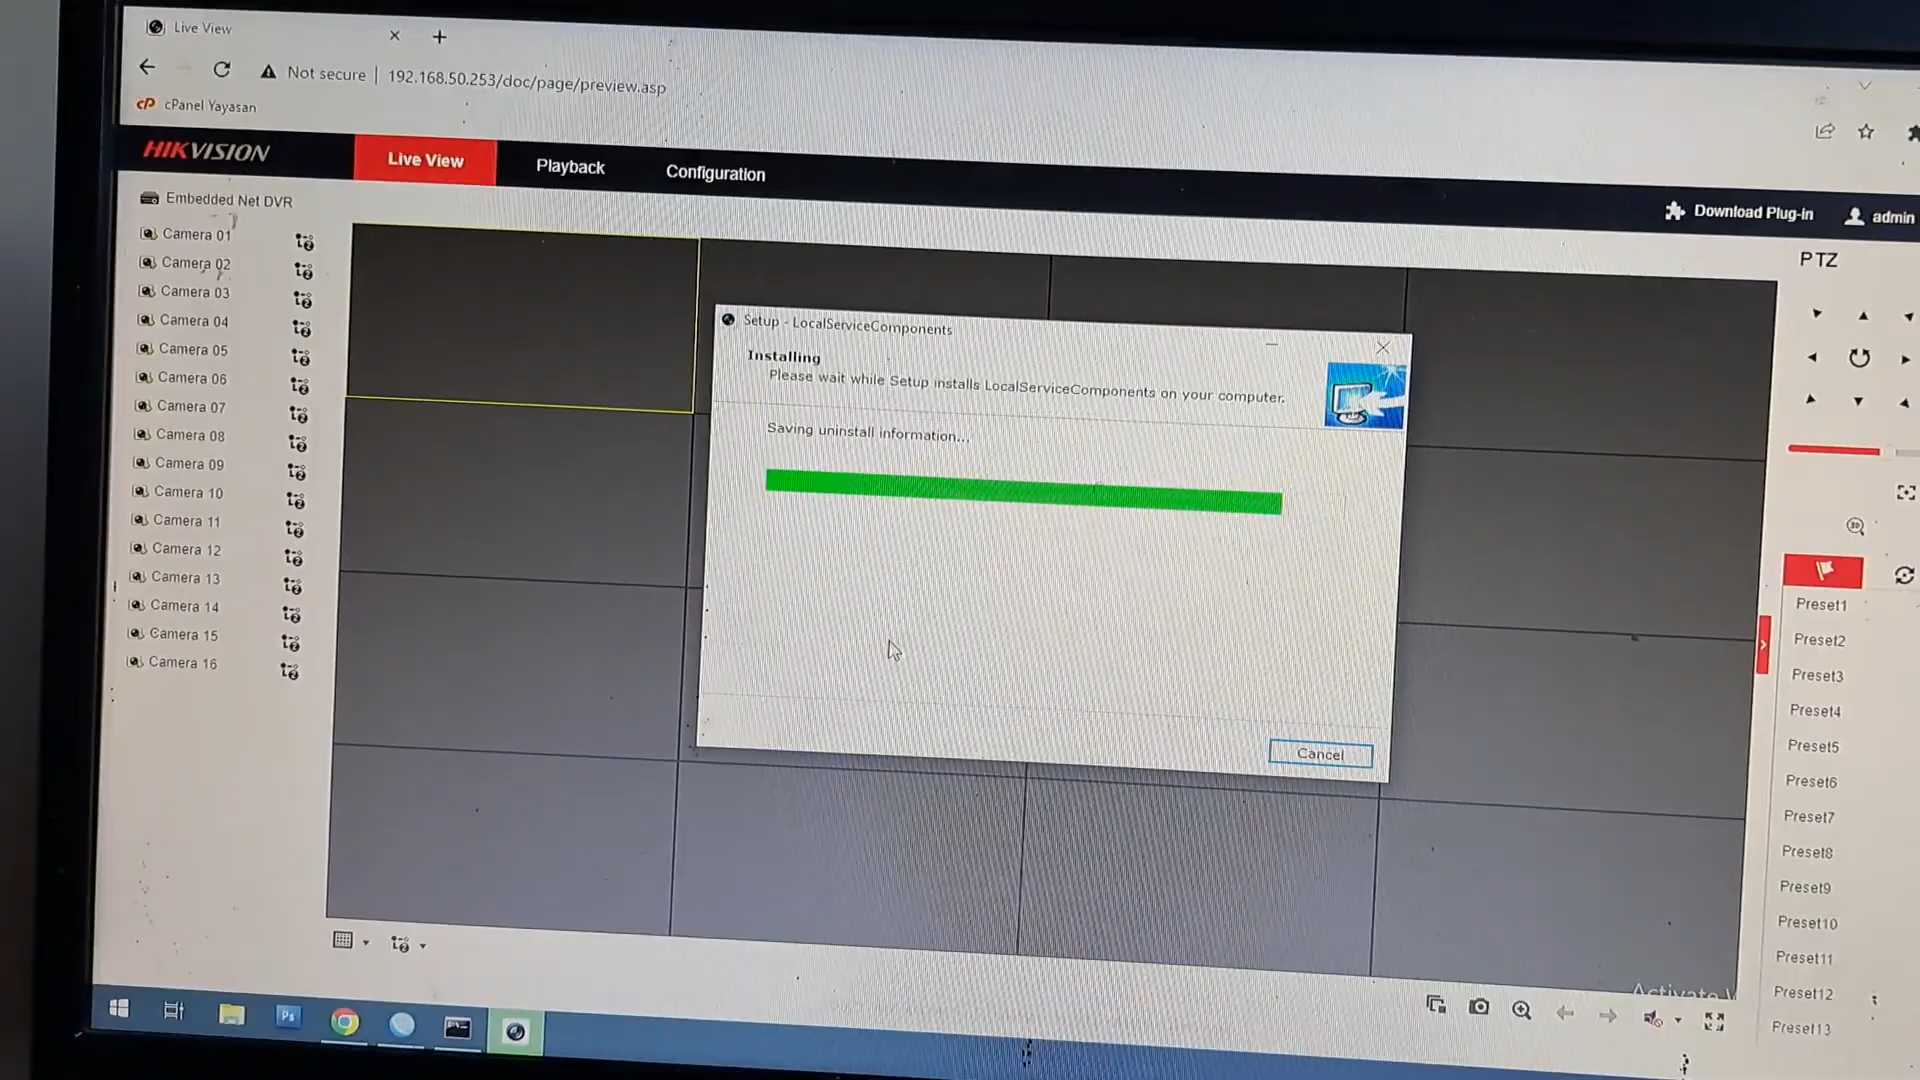 Live View
Not secure | 192.168.50.253/doc/page/preview.asp
cP cPanel Yayasan
HIKVISION
Live View
Playback
Configuration
Download Plug-in
admin
Embedded Net DVR
Camera 01
Camera 02
Camera 03
Camera 04
Camera 05
Camera 06
Camera 07
Camera 08
Camera 09
Camera 10
Camera 11
Camera 12
Camera 13
Camera 14
Camera 15
Camera 16
Setup - LocalServiceComponents
Installing
Please wait while Setup installs LocalServiceComponents on your computer.
Saving uninstall information...
Cancel
PTZ
3D
Preset1
Preset2
Preset3
Preset4
Preset5
Preset6
Preset7
Preset8
Preset9
Preset10
Preset11
Preset12
Preset13
Activate
Ps